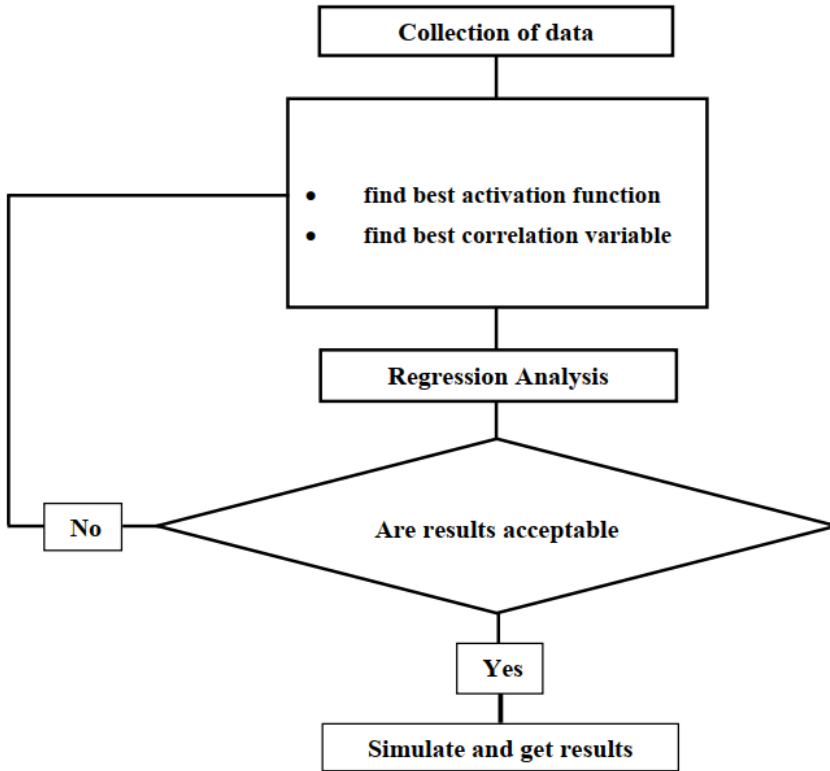 Collection of data
• find best activation function
• find best correlation variable
Regression Analysis
Are results acceptable
No
Yes
Simulate and get results